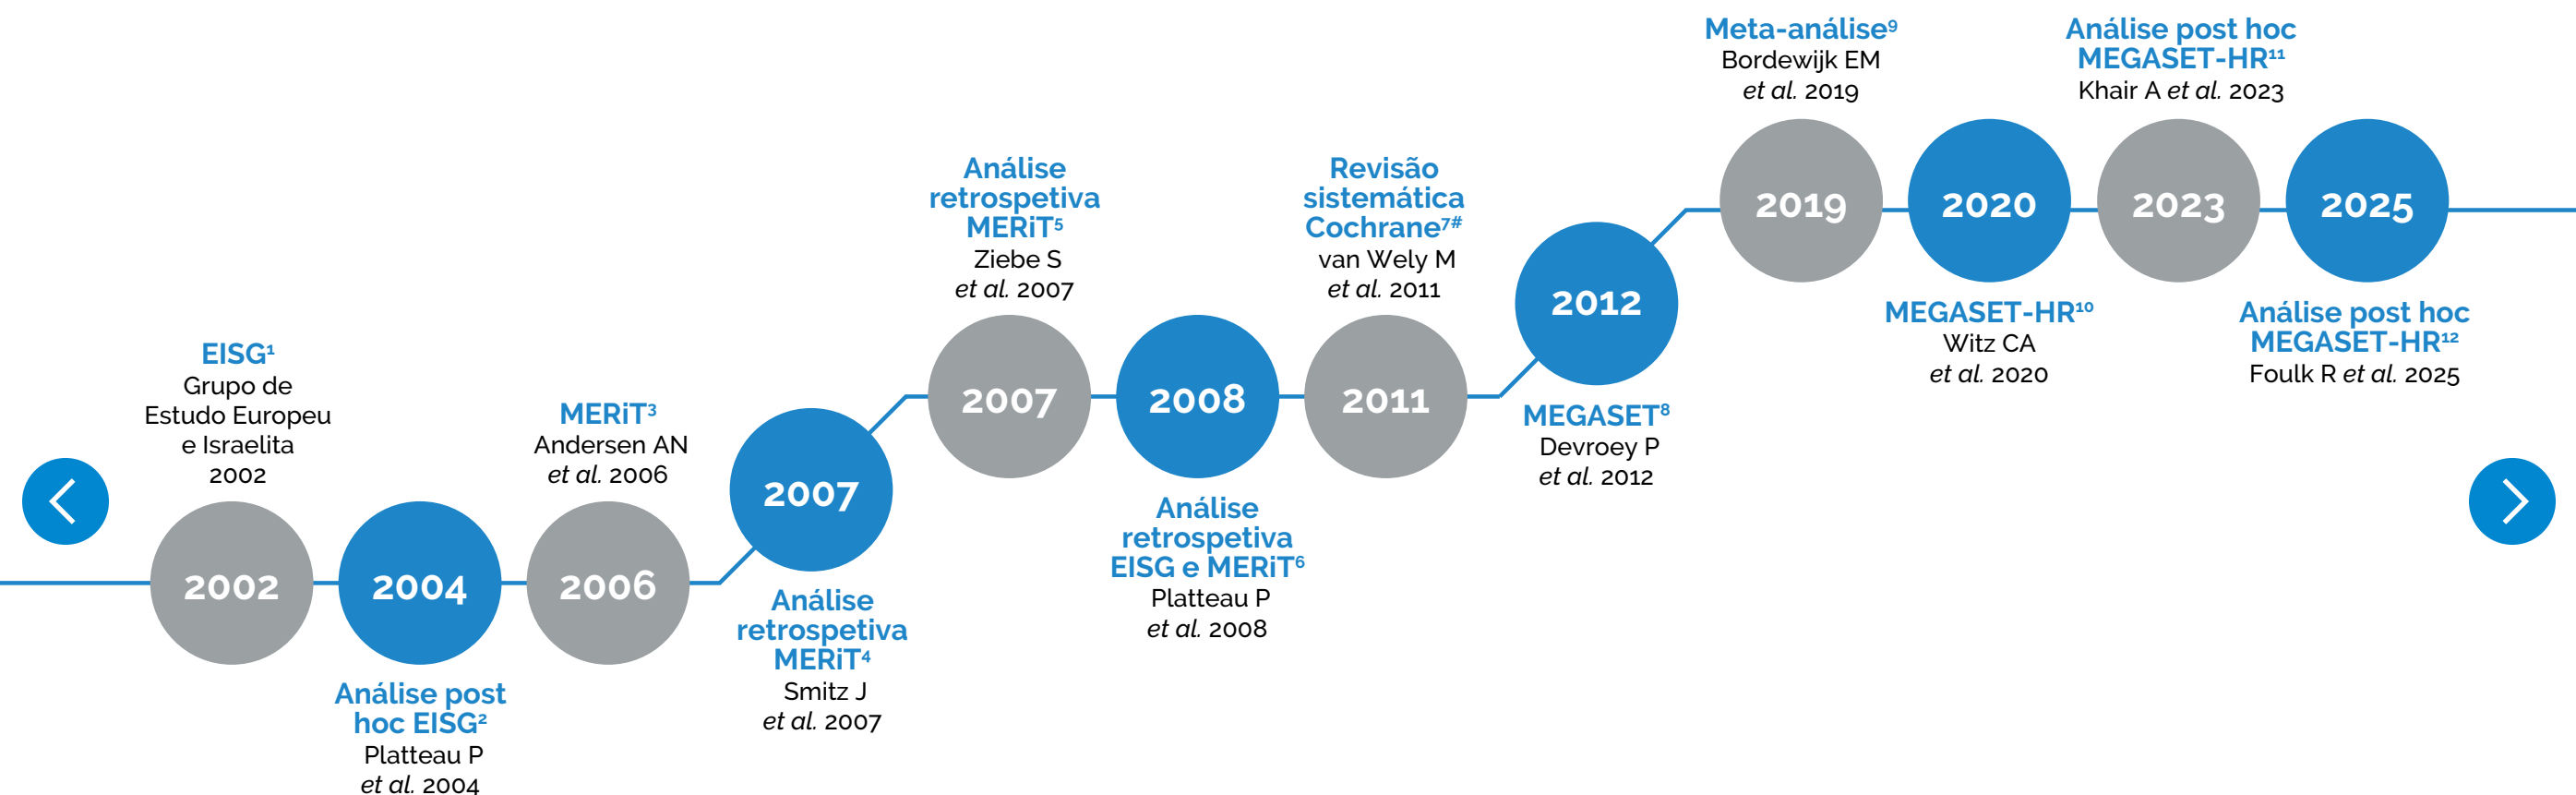 EISG¹
Grupo de
Estudo Europeu
e Israelita
2002
2002
2004
Análise post
hoc EISG²
Platteau P
et al. 2004
MERiT³
Andersen AN
et al. 2006
2006
2007
Análise
retrospetiva
MERiT⁴
Smitz J
et al. 2007
Análise
retrospetiva
MERiT⁵
Ziebe S
et al. 2007
2007
2008
Análise
retrospetiva
EISG e MERiT⁶
Platteau P
et al. 2008
Revisão
sistemática
Cochrane⁷#
van Wely M
et al. 2011
2011
2012
MEGASET⁸
Devroey P
et al. 2012
Meta-análise⁹
Bordewijk EM
et al. 2019
2019
2020
MEGASET-HR¹⁰
Witz CA
et al. 2020
Análise post hoc
MEGASET-HR¹¹
Khair A et al. 2023
2023
2025
Análise post hoc
MEGASET-HR¹²
Foulk R et al. 2025